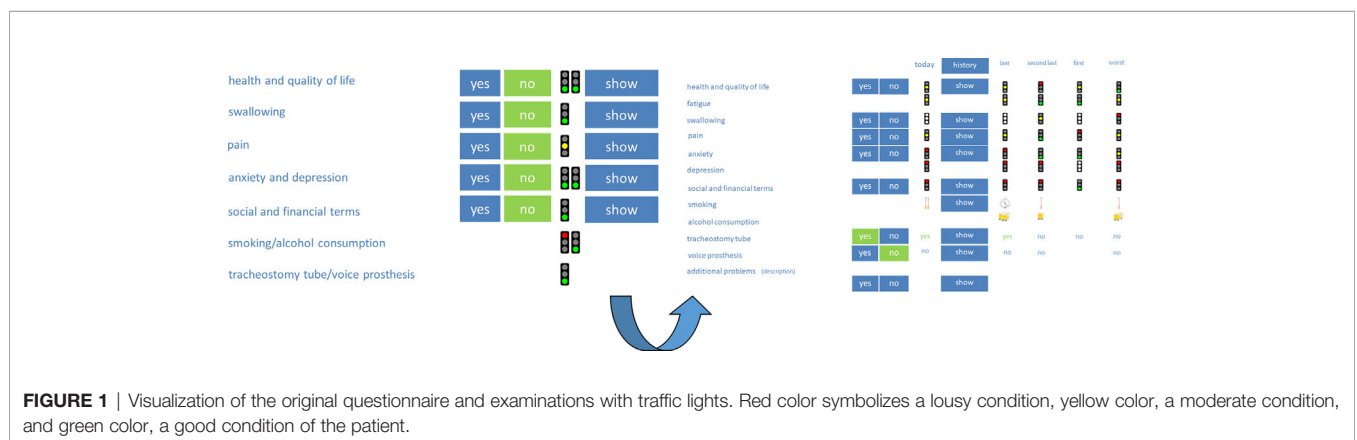 health and quality of life yes no show
swallowing yes no show
pain yes no show
anxiety and depression yes no show
social and financial terms yes no show
smoking/alcohol consumption
tracheostomy tube/voice prosthesis
today history last second last first worst
health and quality of life yes no show
fatigue
swallowing yes no show
pain yes no show
anxiety yes no show
depression
social and financial terms yes no show
smoking show
alcohol consumption
tracheostomy tube yes no yes show yes no no no
voice prosthesis yes no no show no no no
additional problems (description)
yes no show
FIGURE 1 | Visualization of the original questionnaire and examinations with traffic lights. Red color symbolizes a lousy condition, yellow color, a moderate condition,
and green color, a good condition of the patient.